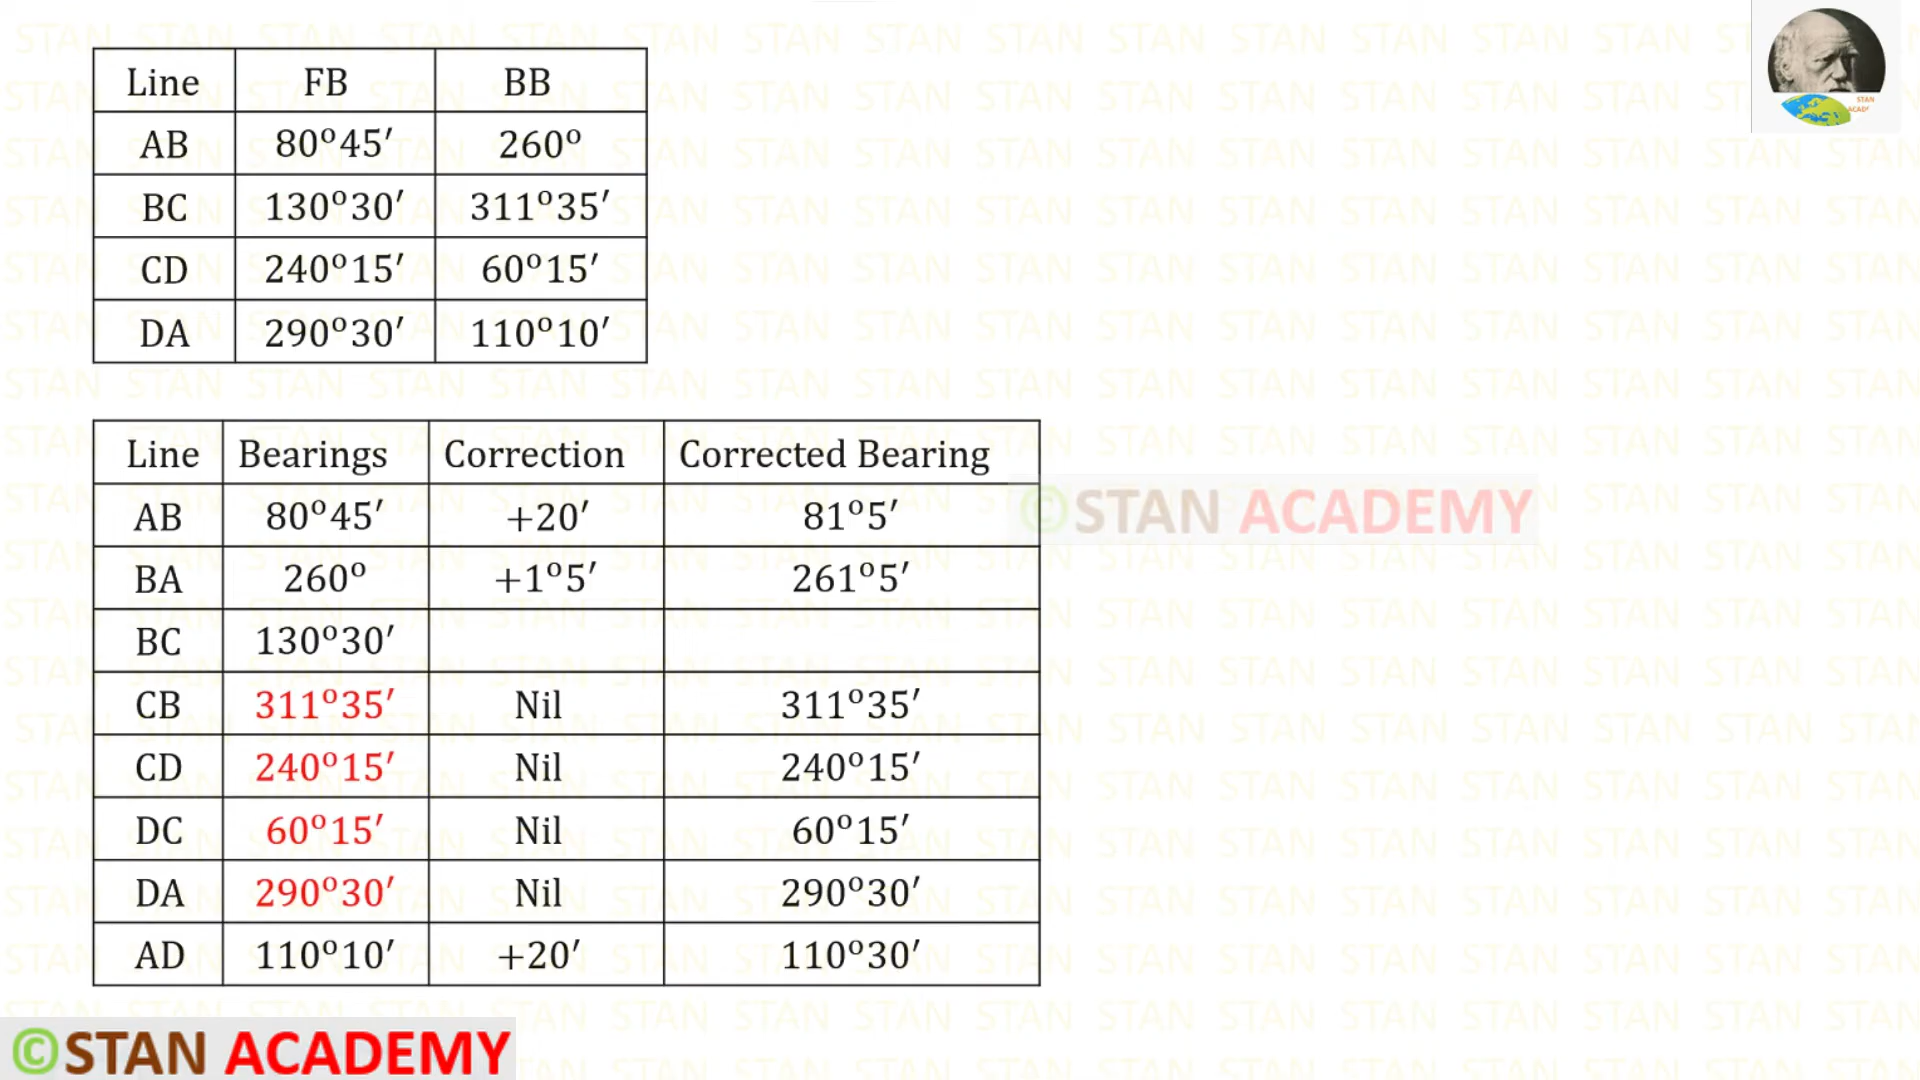 Line FB BB
AB 80°45′ 260°
BC 130°30′ 311°35′
CD 240°15′ 60°15′
DA 290°30′ 110°10′
Line Bearings Correction Corrected Bearing
AB 80°45′ +20′ 81°5′
BA 260° +1°5′ 261°5′
BC 130°30′
CB 311°35′ Nil 311°35′
CD 240°15′ Nil 240°15′
DC 60°15′ Nil 60°15′
DA 290°30′ Nil 290°30′
AD 110°10′ +20′ 110°30′
©STAN ACADEMY
©STAN ACADEMY